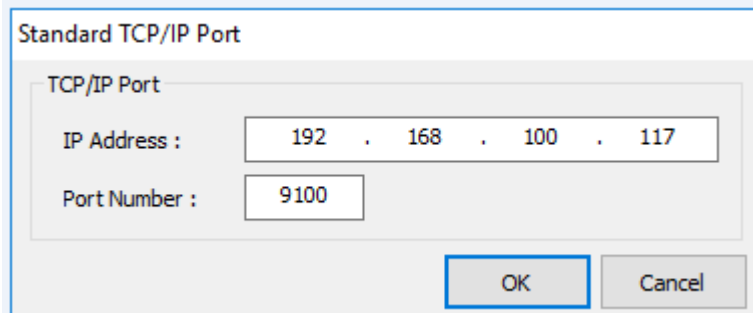 Standard TCP/IP Port
TCP/IP Port
IP Address : 192 . 168 . 100 . 117
Port Number : 9100
OK Cancel